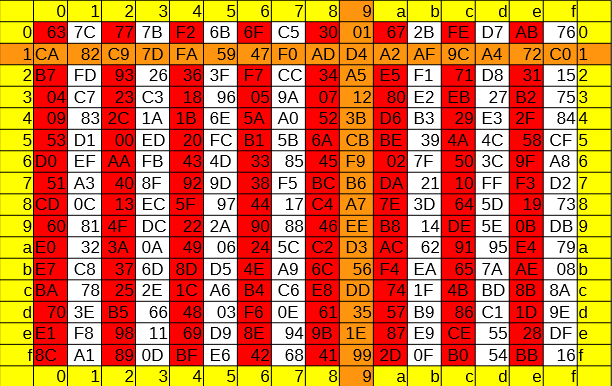 0 1 2 3 4 5 6 7 8 9 a b c d e f
0 63 7C 77 7B F2 6B 6F C5 30 01 67 2B FE D7 AB 76 0
1 CA 82 C9 7D FA 59 47 F0 AD D4 A2 AF 9C A4 72 C0 1
2 B7 FD 93 26 36 3F F7 CC 34 A5 E5 F1 71 D8 31 15 2
3 04 C7 23 C3 18 96 05 9A 07 12 80 E2 EB 27 B2 75 3
4 09 83 2C 1A 1B 6E 5A A0 52 3B D6 B3 29 E3 2F 84 4
5 53 D1 00 ED 20 FC B1 5B 6A CB BE 39 4A 4C 58 CF 5
6 D0 EF AA FB 43 4D 33 85 45 F9 02 7F 50 3C 9F A8 6
7 51 A3 40 8F 92 9D 38 F5 BC B6 DA 21 10 FF F3 D2 7
8 CD 0C 13 EC 5F 97 44 17 C4 A7 7E 3D 64 5D 19 73 8
9 60 81 4F DC 22 2A 90 88 46 EE B8 14 DE 5E 0B DB 9
a E0 32 3A 0A 49 06 24 5C C2 D3 AC 62 91 95 E4 79 a
b E7 C8 37 6D 8D D5 4E A9 6C 56 F4 EA 65 7A AE 08 b
c BA 78 25 2E 1C A6 B4 C6 E8 DD 74 1F 4B BD 8B 8A c
d 70 3E B5 66 48 03 F6 0E 61 35 57 B9 86 C1 1D 9E d
e E1 F8 98 11 69 D9 8E 94 9B 1E 87 E9 CE 55 28 DF e
f 8C A1 89 0D BF E6 42 68 41 99 2D 0F B0 54 BB 16 f
0 1 2 3 4 5 6 7 8 9 a b c d e f